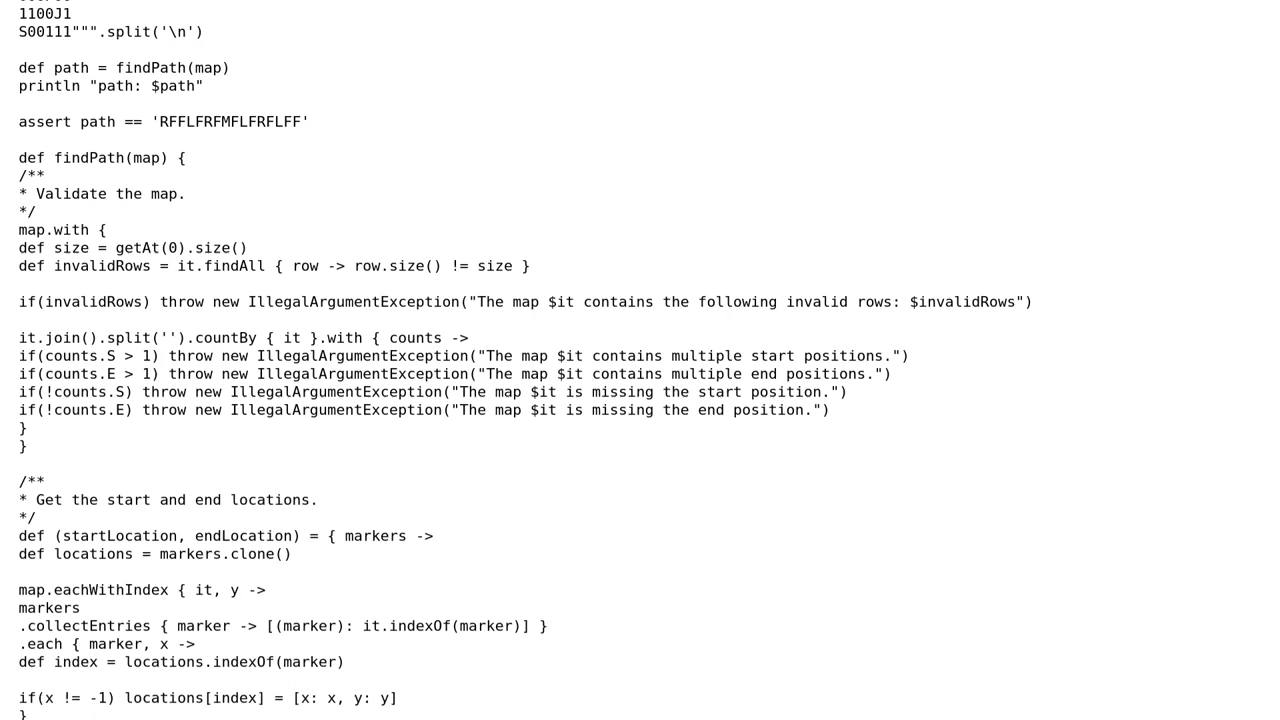 1100J1
S00111""".split('\n')
def path = findPath(map)
println "path: $path"
assert path == 'RFFLFRFMFLFRFLFF'
def findPath(map) {
/**
* Validate the map.
*/
map.with {
def size = getAt(0).size()
def invalidRows = it.findAll { row -> row.size() != size }
if(invalidRows) throw new IllegalArgumentException("The map $it contains the following invalid rows: $invalidRows")
it.join().split('').countBy { it }.with { counts ->
if(counts.S > 1) throw new IllegalArgumentException("The map $it contains multiple start positions.")
if(counts.E > 1) throw new IllegalArgumentException("The map $it contains multiple end positions.")
if(!counts.S) throw new IllegalArgumentException("The map $it is missing the start position.")
if(!counts.E) throw new IllegalArgumentException("The map $it is missing the end position.")
}
}
/**
* Get the start and end locations.
*/
def (startLocation, endLocation) = { markers ->
def locations = markers.clone()
map.eachWithIndex { it, y ->
markers
.collectEntries { marker -> [(marker): it.indexOf(marker)] }
.each { marker, x ->
def index = locations.indexOf(marker)
if(x != -1) locations[index] = [x: x, y: y]
}